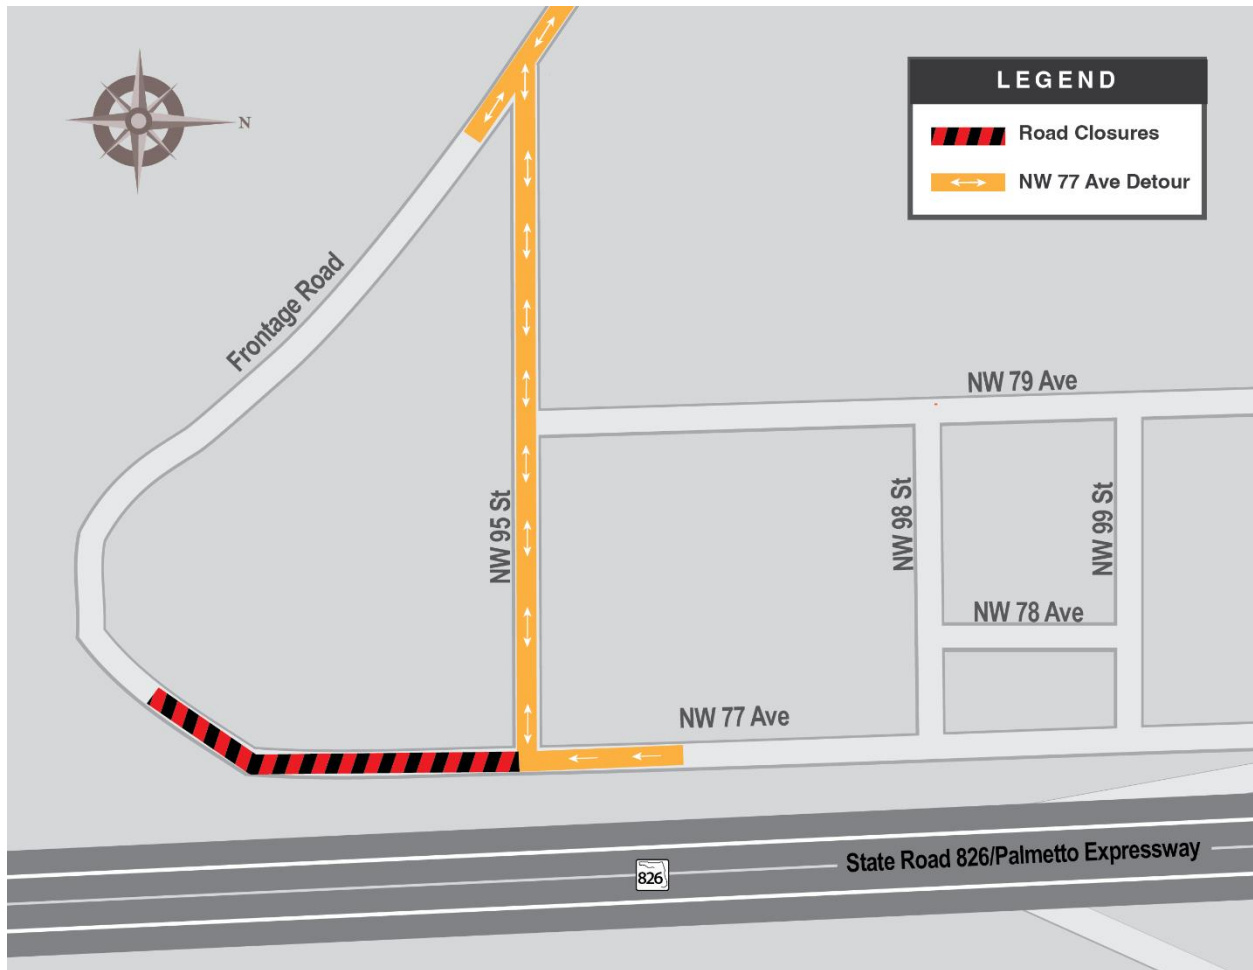 N
LEGEND
Road Closures
NW 77 Ave Detour
Frontage Road
NW 79 Ave
NW 95 St
NW 98 St
NW 99 St
NW 78 Ave
NW 77 Ave
State Road 826/Palmetto Expressway
826